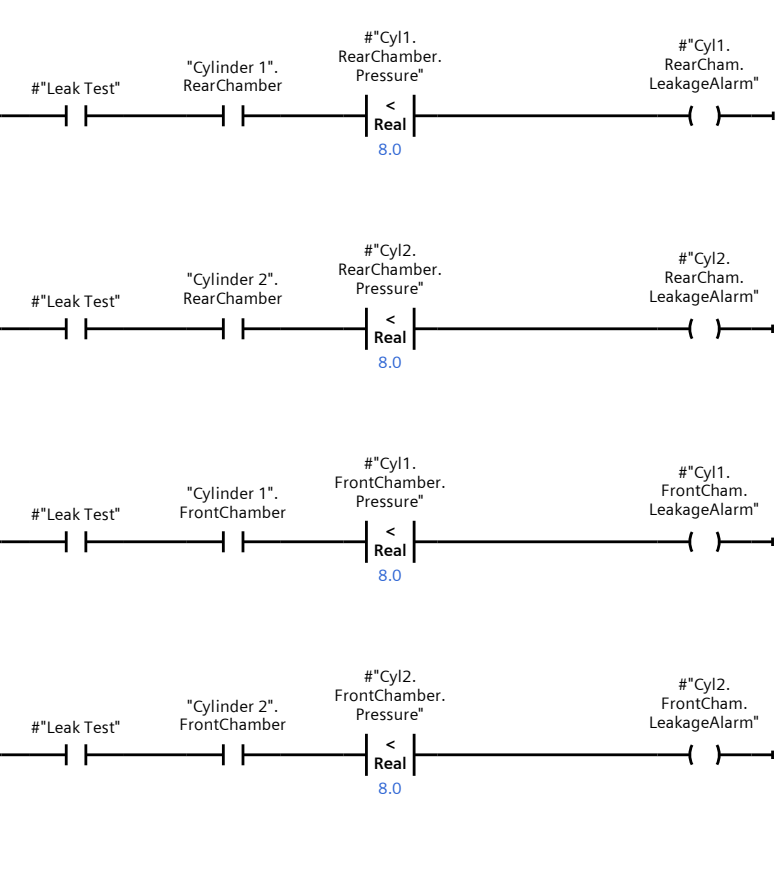 #"Leak Test"
"Cylinder 1".
RearChamber
#"Cyl1.
RearChamber.
Pressure"
<
Real
8.0
#"Cyl1.
RearCham.
LeakageAlarm"
#"Leak Test"
"Cylinder 2".
RearChamber
#"Cyl2.
RearChamber.
Pressure"
<
Real
8.0
#"Cyl2.
RearCham.
LeakageAlarm"
#"Leak Test"
"Cylinder 1".
FrontChamber
#"Cyl1.
FrontChamber.
Pressure"
<
Real
8.0
#"Cyl1.
FrontCham.
LeakageAlarm"
#"Leak Test"
"Cylinder 2".
FrontChamber
#"Cyl2.
FrontChamber.
Pressure"
<
Real
8.0
#"Cyl2.
FrontCham.
LeakageAlarm"